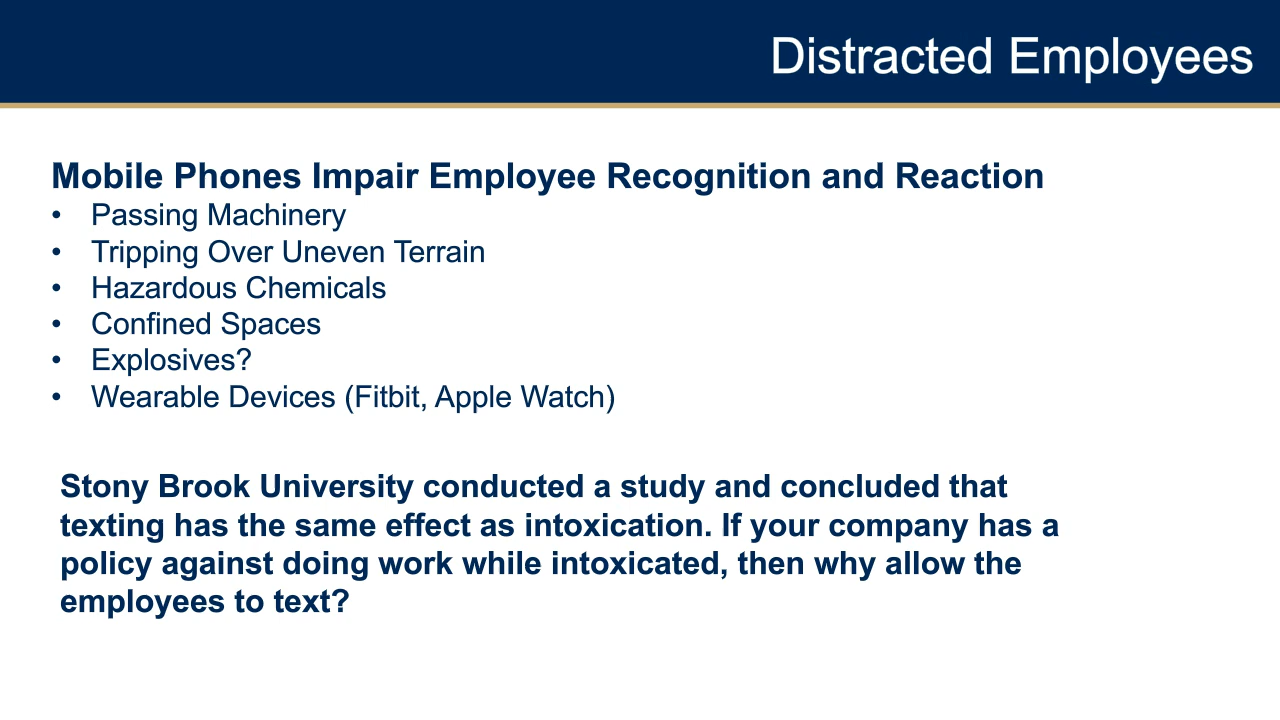 Distracted Employees
Mobile Phones Impair Employee Recognition and Reaction
• Passing Machinery
• Tripping Over Uneven Terrain
• Hazardous Chemicals
• Confined Spaces
• Explosives?
• Wearable Devices (Fitbit, Apple Watch)
Stony Brook University conducted a study and concluded that
texting has the same effect as intoxication. If your company has a
policy against doing work while intoxicated, then why allow the
employees to text?